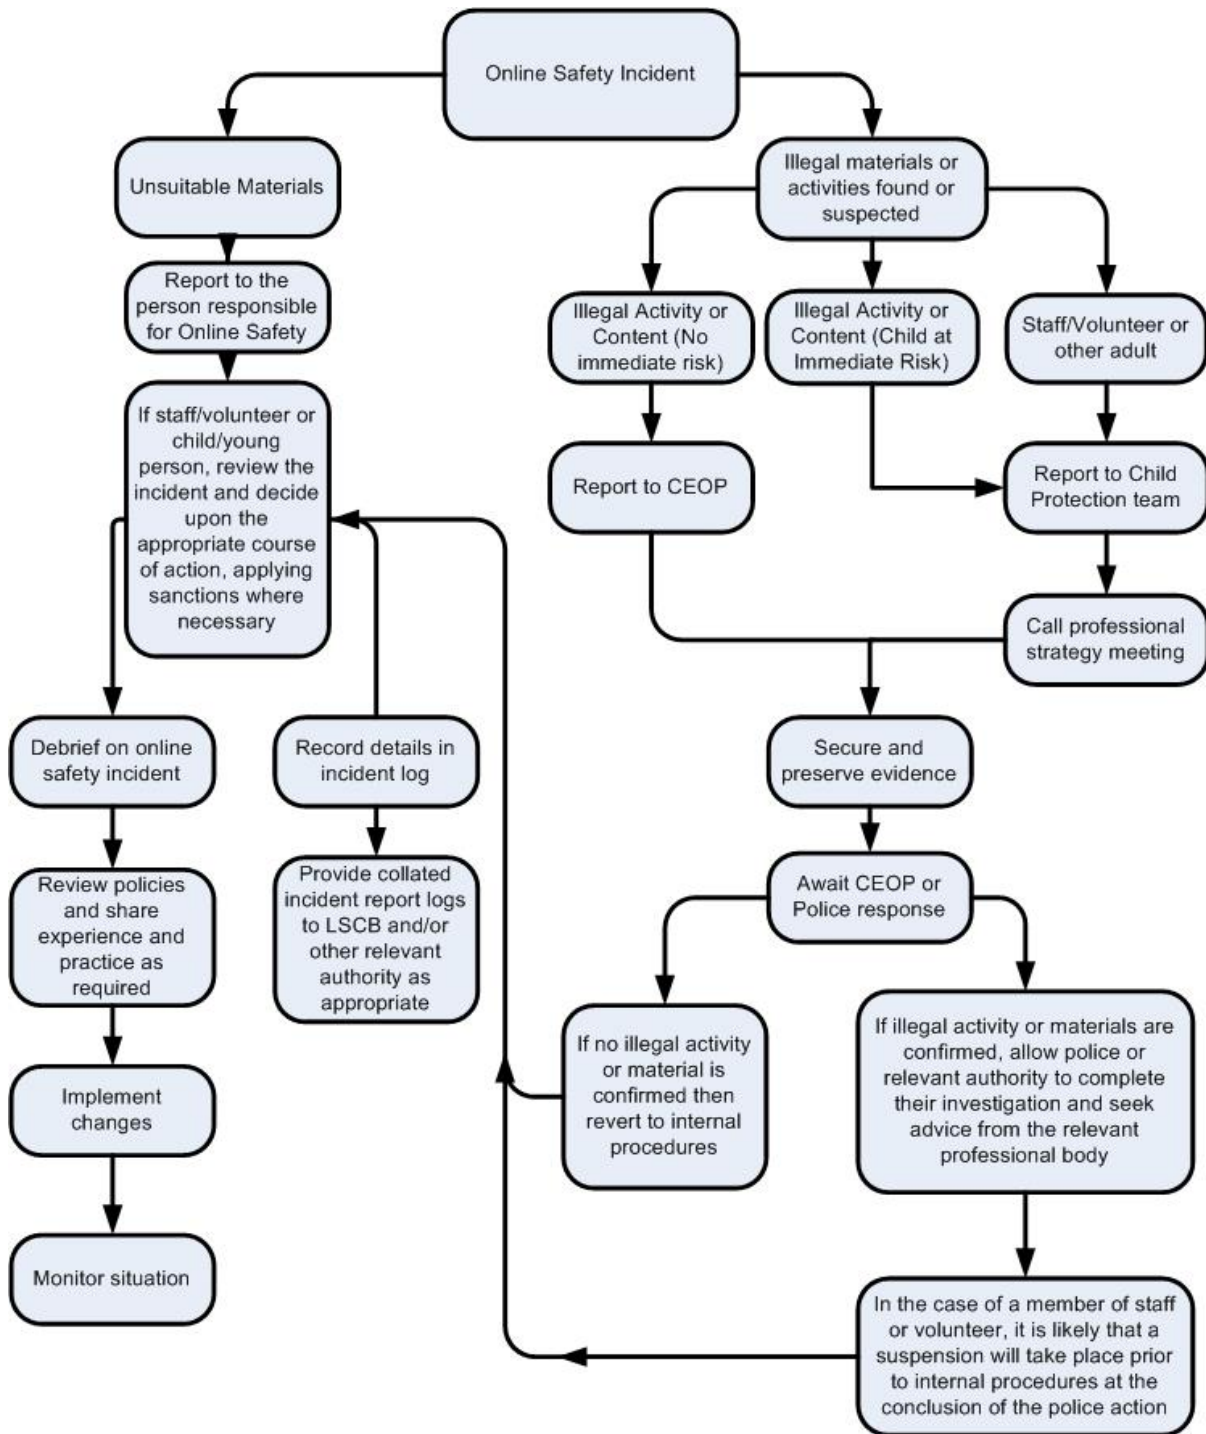 Online Safety Incident
Unsuitable Materials
Illegal materials or
activities found or
suspected
Report to the
person responsible
for Online Safety
Illegal Activity or
Content (No
immediate risk)
Illegal Activity or
Content (Child at
Immediate Risk)
Staff/Volunteer or
other adult
If staff/volunteer or
child/young
person, review the
incident and decide
upon the
appropriate course
of action, applying
sanctions where
necessary
Report to CEOP
Report to Child
Protection team
Call professional
strategy meeting
Debrief on online
safety incident
Record details in
incident log
Secure and
preserve evidence
Review policies
and share
experience and
practice as
required
Provide collated
incident report logs
to LSCB and/or
other relevant
authority as
appropriate
Await CEOP or
Police response
If no illegal activity
or material is
confirmed then
revert to internal
procedures
If illegal activity or materials are
confirmed, allow police or
relevant authority to complete
their investigation and seek
advice from the relevant
professional body
Implement
changes
Monitor situation
In the case of a member of staff
or volunteer, it is likely that a
suspension will take place prior
to internal procedures at the
conclusion of the police action